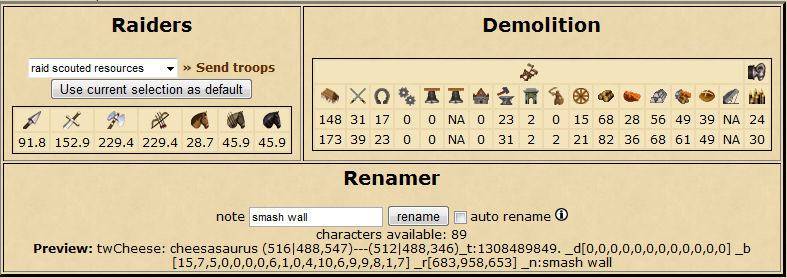 Raiders
raid scouted resources » Send troops
Use current selection as default
91.8 152.9 229.4 229.4 28.7 45.9 45.9
Demolition
148 31 17 0 0 NA 0 23 2 0 15 68 28 56 49 39 NA 24
173 39 23 0 0 NA 0 31 2 2 21 82 36 68 61 49 NA 30
Renamer
note smash wall rename auto rename
characters available: 89
Preview: twCheese: cheesasaurus (516|488,547)---(512|488,346)_t:1308489849. _d[0,0,0,0,0,0,0,0,0,0,0,0] _b
[15,7,5,0,0,0,0,6,1,0,4,10,6,9,9,8,1,7] _r[683,958,653] _n:smash wall